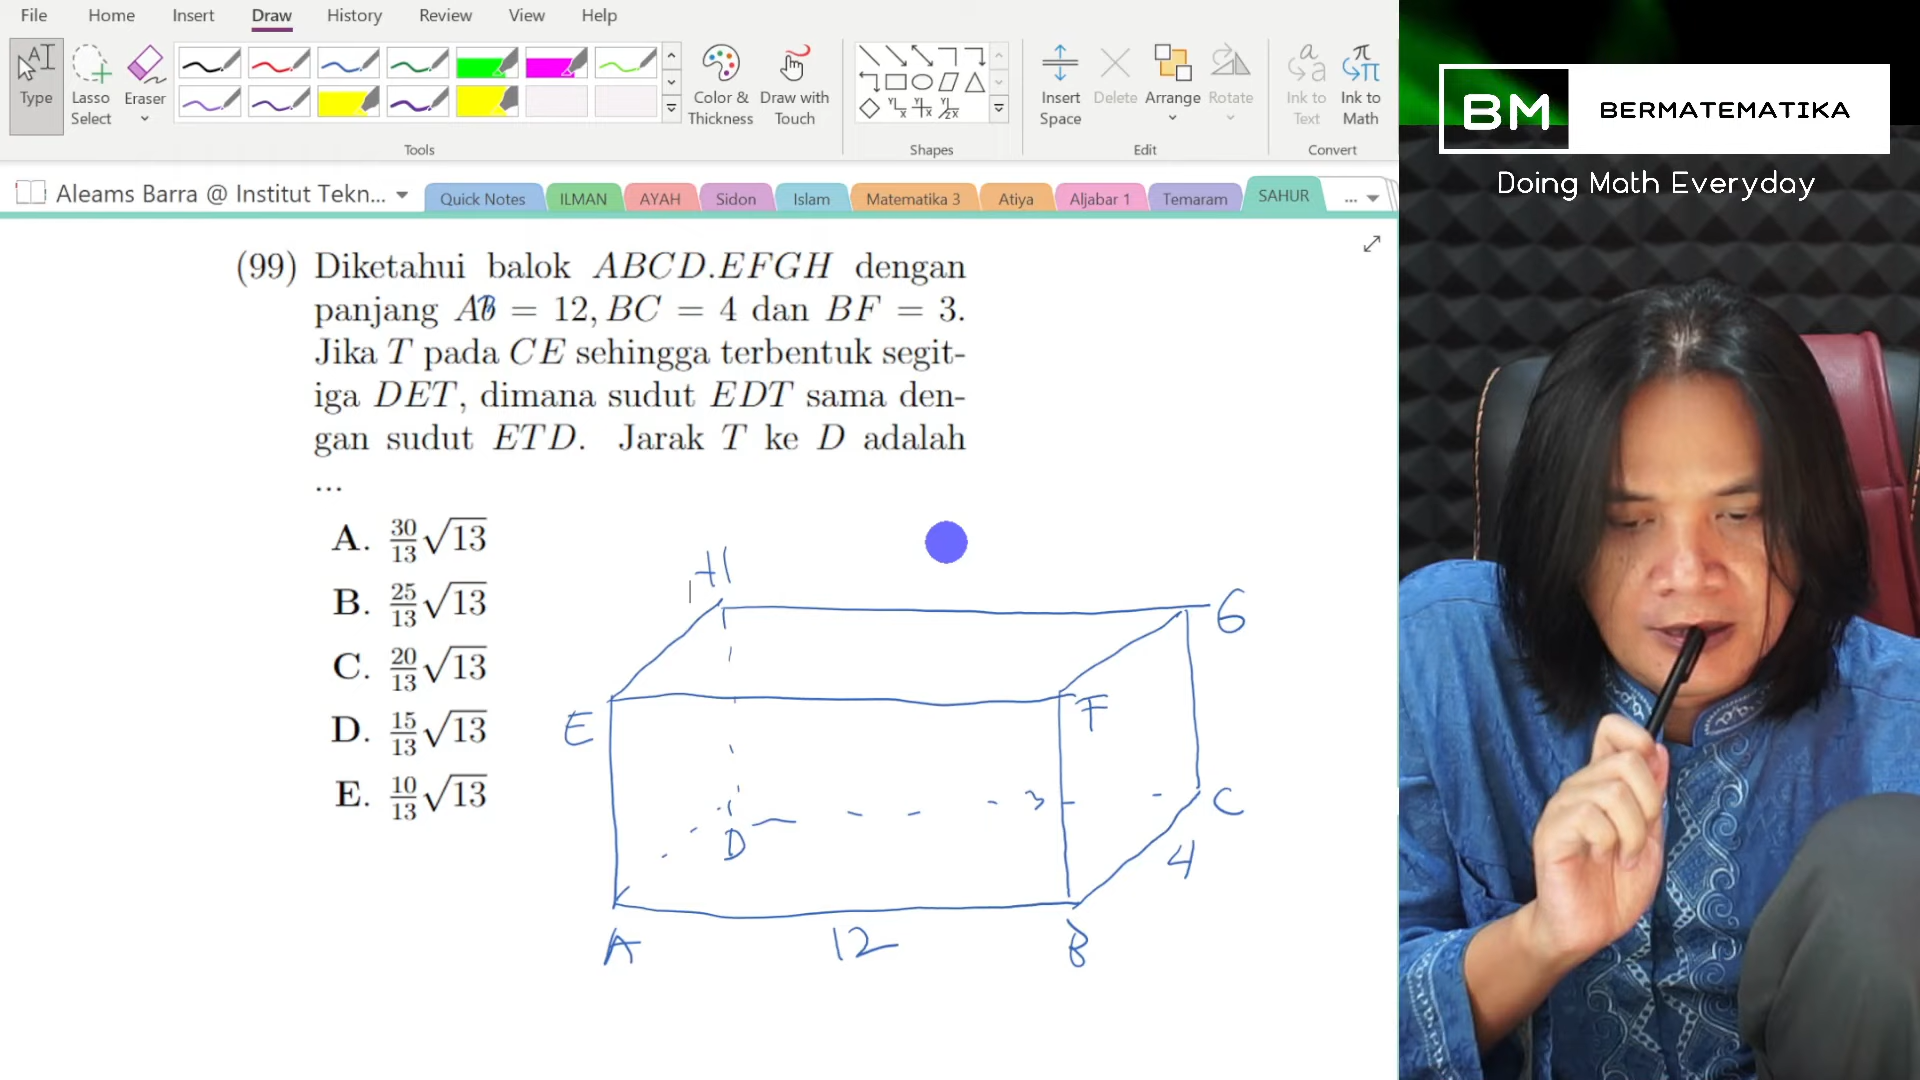 File Home Insert Draw History Review View Help
Type
Lasso Select
Eraser
Color & Thickness
Draw with Touch
Insert Space
Delete
Arrange
Rotate
Ink to Text
Ink to Math
Tools
Shapes
Edit
Convert
Aleams Barra @ Institut Tekn...
Quick Notes ILMAN AYAH Sidon Islam Matematika 3 Atiya Aljabar 1 Temaram SAHUR ...
BM BERMATEMATIKA
Doing Math Everyday
(99) Diketahui balok ABCD.EFGH dengan
panjang AB = 12, BC = 4 dan BF = 3.
Jika T pada CE sehingga terbentuk segit-
iga DET, dimana sudut EDT sama den-
gan sudut ETD. Jarak T ke D adalah
...
A. 30/13 √13
B. 25/13 √13
C. 20/13 √13
D. 15/13 √13
E. 10/13 √13
H
G
E
F
3
C
D
4
A
12
B